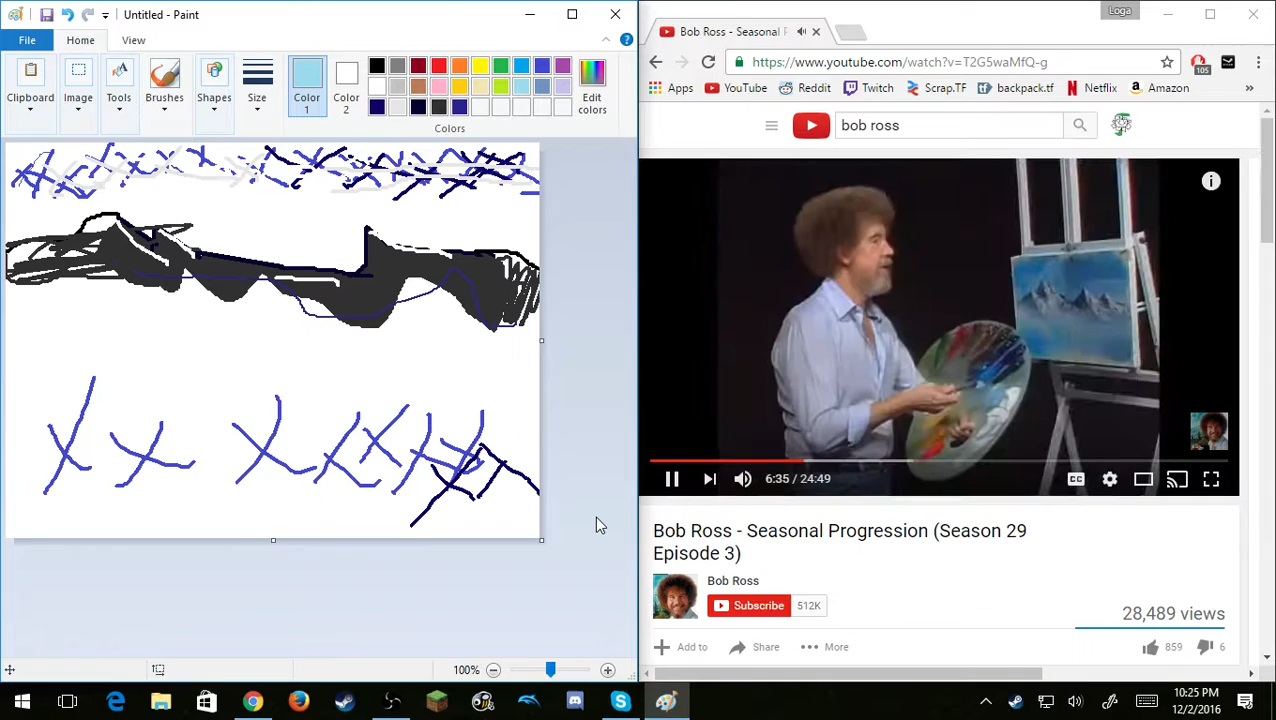 Untitled - Paint
File
Home
View
Clipboard
Image
Tools
Brushes
Shapes
Size
Color 1
Color 2
Edit colors
Colors
100%
Loga
Bob Ross - Seasonal P
https://www.youtube.com/watch?v=T2G5waMfQ-g
105
Apps
YouTube
Reddit
Twitch
Scrap.TF
backpack.tf
Netflix
Amazon
»
bob ross
6:35 / 24:49
CC
Bob Ross - Seasonal Progression (Season 29
Episode 3)
Bob Ross
Subscribe 512K
28,489 views
Add to
Share
More
859
6
10:25 PM
12/2/2016